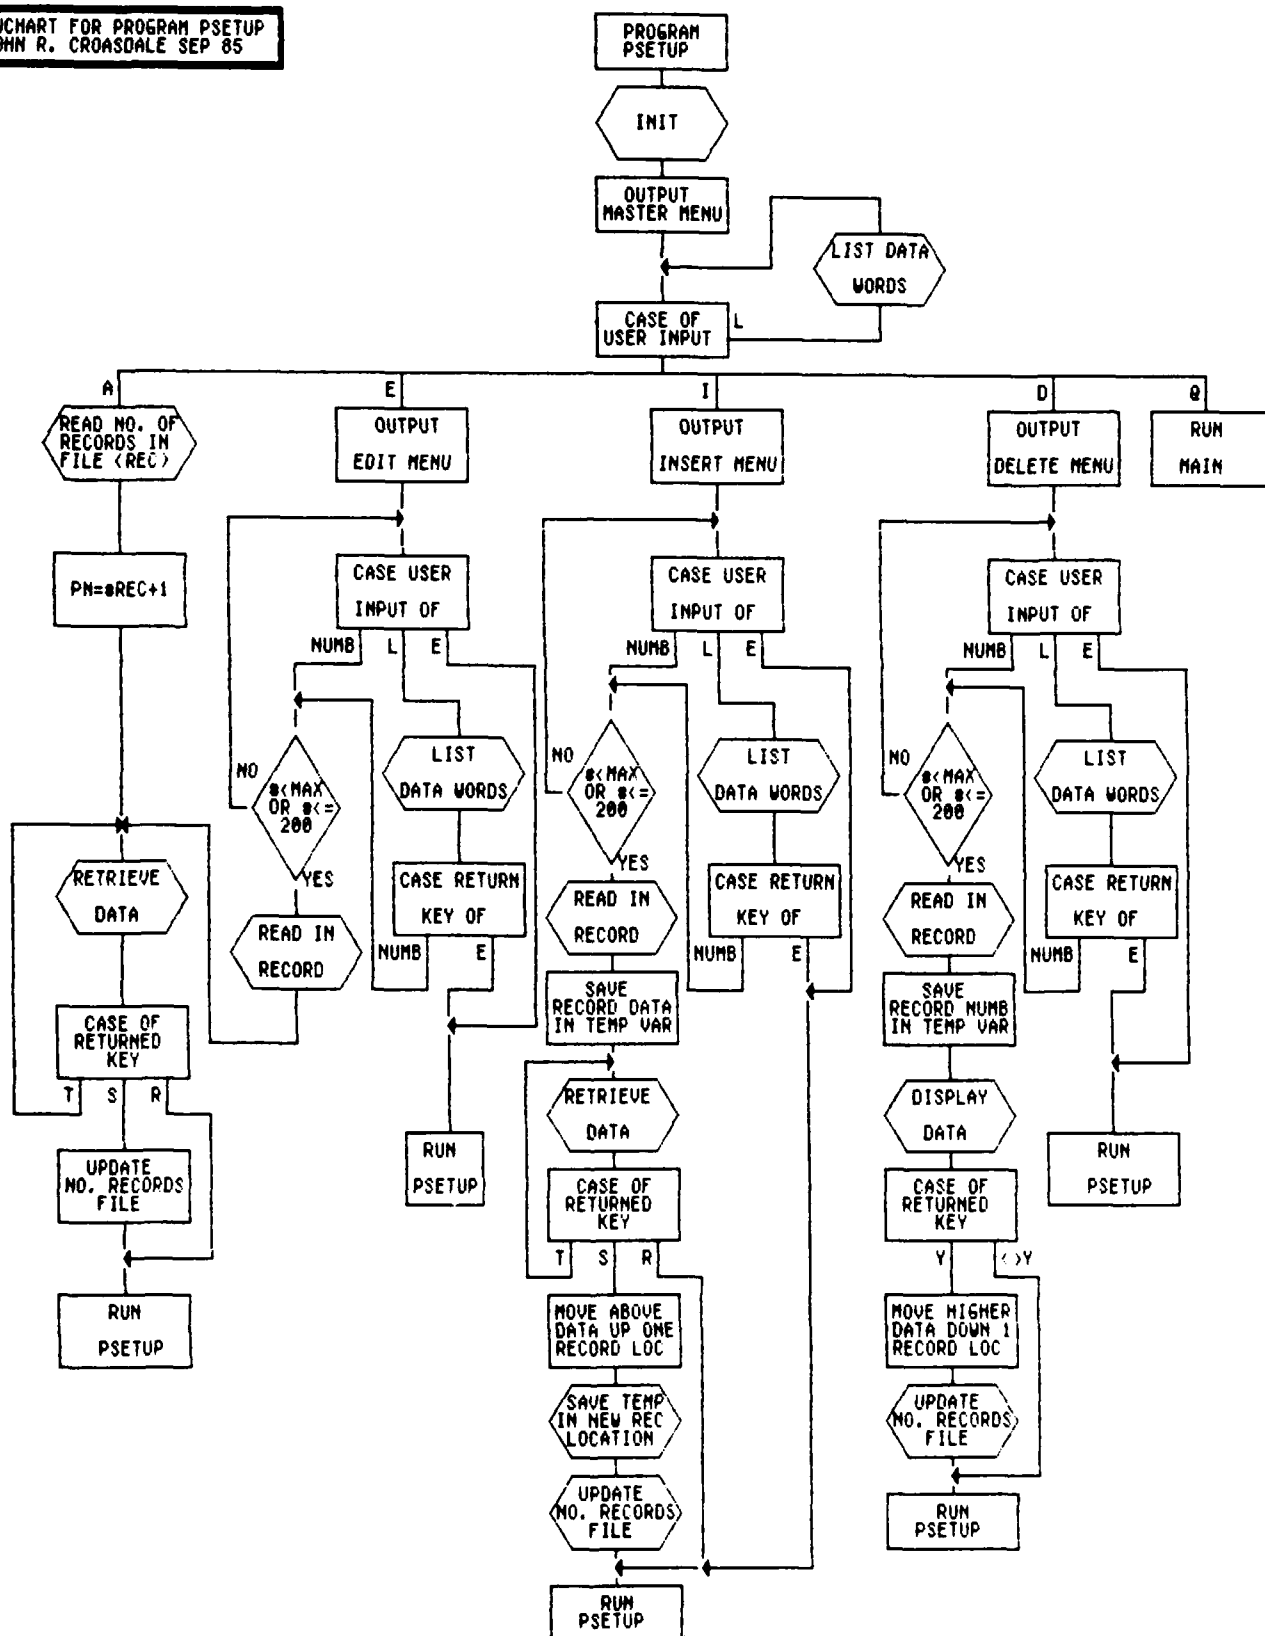 WCHART FOR PROGRAM PSETUP
OHN R. CROASDALE SEP 85
PROGRAM
PSETUP
INIT
OUTPUT
MASTER MENU
LIST DATA
WORDS
CASE OF
USER INPUT
L
A
E
I
D
Q
READ NO. OF
RECORDS IN
FILE (REC)
OUTPUT
EDIT MENU
OUTPUT
INSERT MENU
OUTPUT
DELETE MENU
RUN
MAIN
PN=#REC+1
CASE USER
INPUT OF
CASE USER
INPUT OF
CASE USER
INPUT OF
NUMB
L
E
NUMB
L
E
NUMB
L
E
NO
#<MAX
OR #<=
200
YES
LIST
DATA WORDS
NO
#<MAX
OR #<=
200
YES
LIST
DATA WORDS
NO
#<MAX
OR #<=
200
YES
LIST
DATA WORDS
RETRIEVE
DATA
READ IN
RECORD
CASE RETURN
KEY OF
NUMB
E
READ IN
RECORD
CASE RETURN
KEY OF
NUMB
E
READ IN
RECORD
CASE RETURN
KEY OF
NUMB
E
CASE OF
RETURNED
KEY
T
S
R
SAVE
RECORD DATA
IN TEMP VAR
SAVE
RECORD NUMB
IN TEMP VAR
RETRIEVE
DATA
DISPLAY
DATA
UPDATE
NO. RECORDS
FILE
RUN
PSETUP
CASE OF
RETURNED
KEY
T
S
R
CASE OF
RETURNED
KEY
Y
<>Y
RUN
PSETUP
RUN
PSETUP
MOVE ABOVE
DATA UP ONE
RECORD LOC
MOVE HIGHER
DATA DOWN 1
RECORD LOC
SAVE TEMP
IN NEW REC
LOCATION
UPDATE
NO. RECORDS
FILE
UPDATE
NO. RECORDS
FILE
RUN
PSETUP
RUN
PSETUP